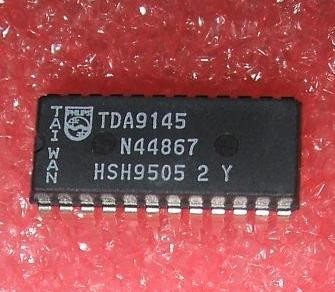 TAIWAN
PHILIPS
TDA9145
N44867
HSH9505 2 Y